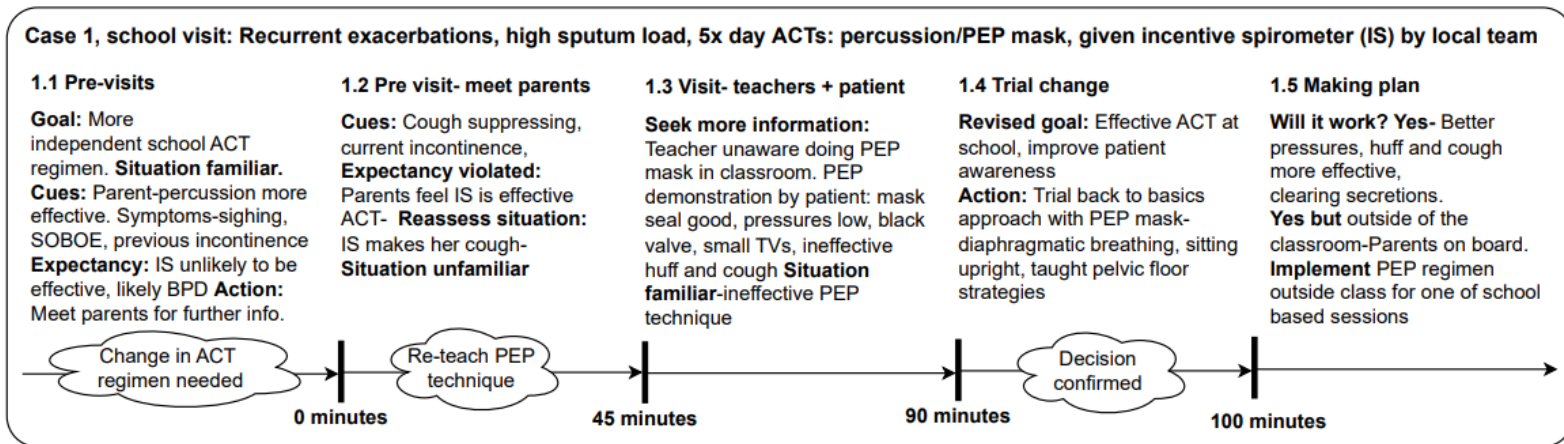 Case 1, school visit: Recurrent exacerbations, high sputum load, 5x day ACTs: percussion/PEP mask, given incentive spirometer (IS) by local team
1.1 Pre-visits
Goal: More
independent school ACT
regimen. Situation familiar.
Cues: Parent-percussion more
effective. Symptoms-sighing,
SOBOE, previous incontinence
Expectancy: IS unlikely to be
effective, likely BPD Action:
Meet parents for further info.
1.2 Pre visit- meet parents
Cues: Cough suppressing,
current incontinence,
Expectancy violated:
Parents feel IS is effective
ACT- Reassess situation:
IS makes her cough-
Situation unfamiliar
1.3 Visit- teachers + patient
Seek more information:
Teacher unaware doing PEP
mask in classroom. PEP
demonstration by patient: mask
seal good, pressures low, black
valve, small TVs, ineffective
huff and cough Situation
familiar-ineffective PEP
technique
1.4 Trial change
Revised goal: Effective ACT at
school, improve patient
awareness
Action: Trial back to basics
approach with PEP mask-
diaphragmatic breathing, sitting
upright, taught pelvic floor
strategies
1.5 Making plan
Will it work? Yes- Better
pressures, huff and cough
more effective,
clearing secretions.
Yes but outside of the
classroom-Parents on board.
Implement PEP regimen
outside class for one of school
based sessions
Change in ACT
regimen needed
Re-teach PEP
technique
Decision
confirmed
0 minutes
45 minutes
90 minutes
100 minutes